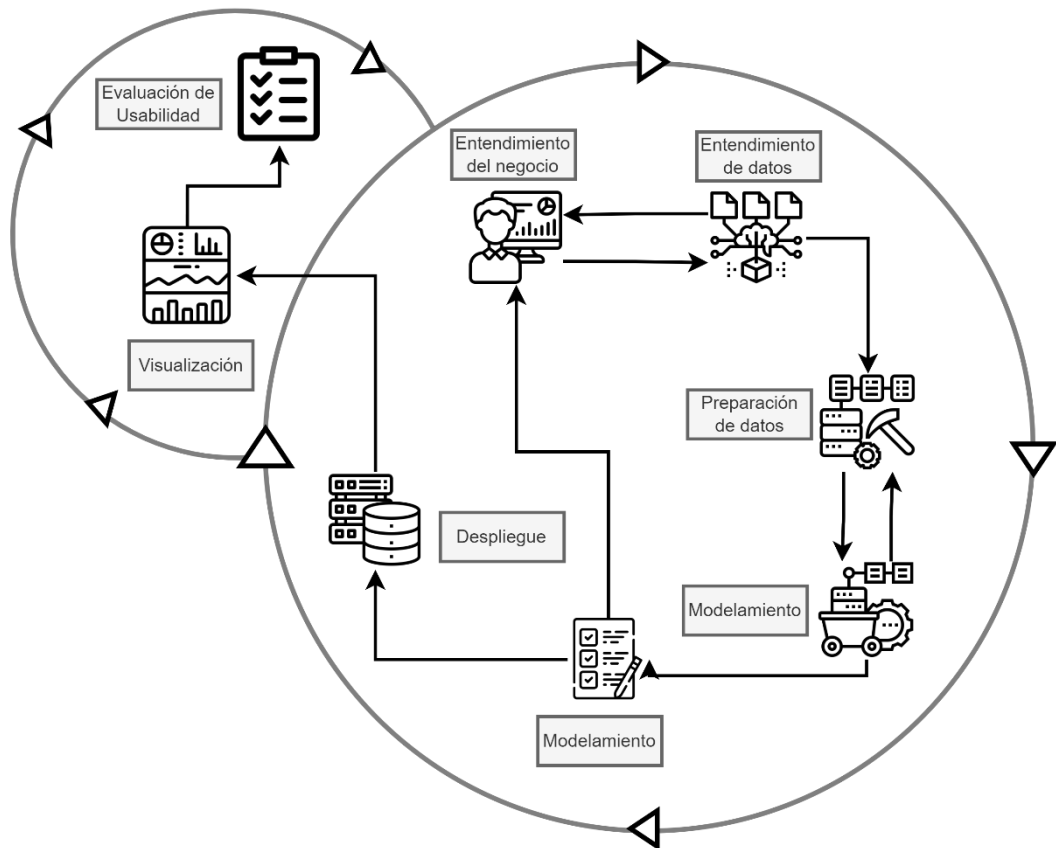 Evaluación de
Usabilidad
Entendimiento
del negocio
Entendimiento
de datos
Visualización
Preparación
de datos
Despliegue
Modelamiento
Modelamiento